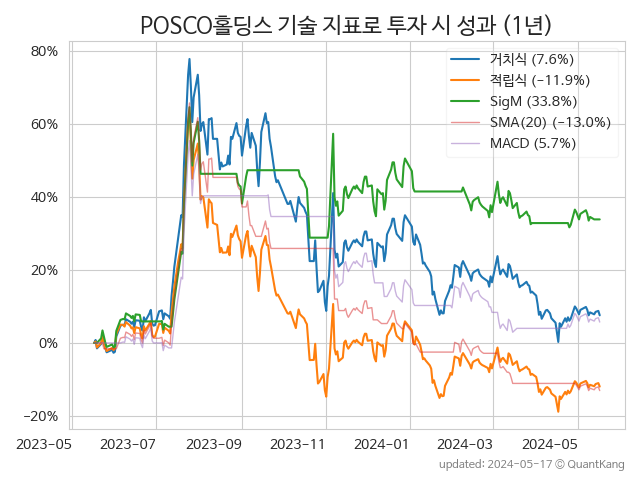 POSCO홀딩스 기술 지표로 투자 시 성과 (1년)
80%
60%
40%
20%
0%
−20%
거치식 (7.6%)
적립식 (−11.9%)
SigM (33.8%)
SMA(20) (−13.0%)
MACD (5.7%)
2023−05
2023−07
2023−09
2023−11
2024−01
2024−03
2024−05
updated: 2024−05−17 © QuantKang